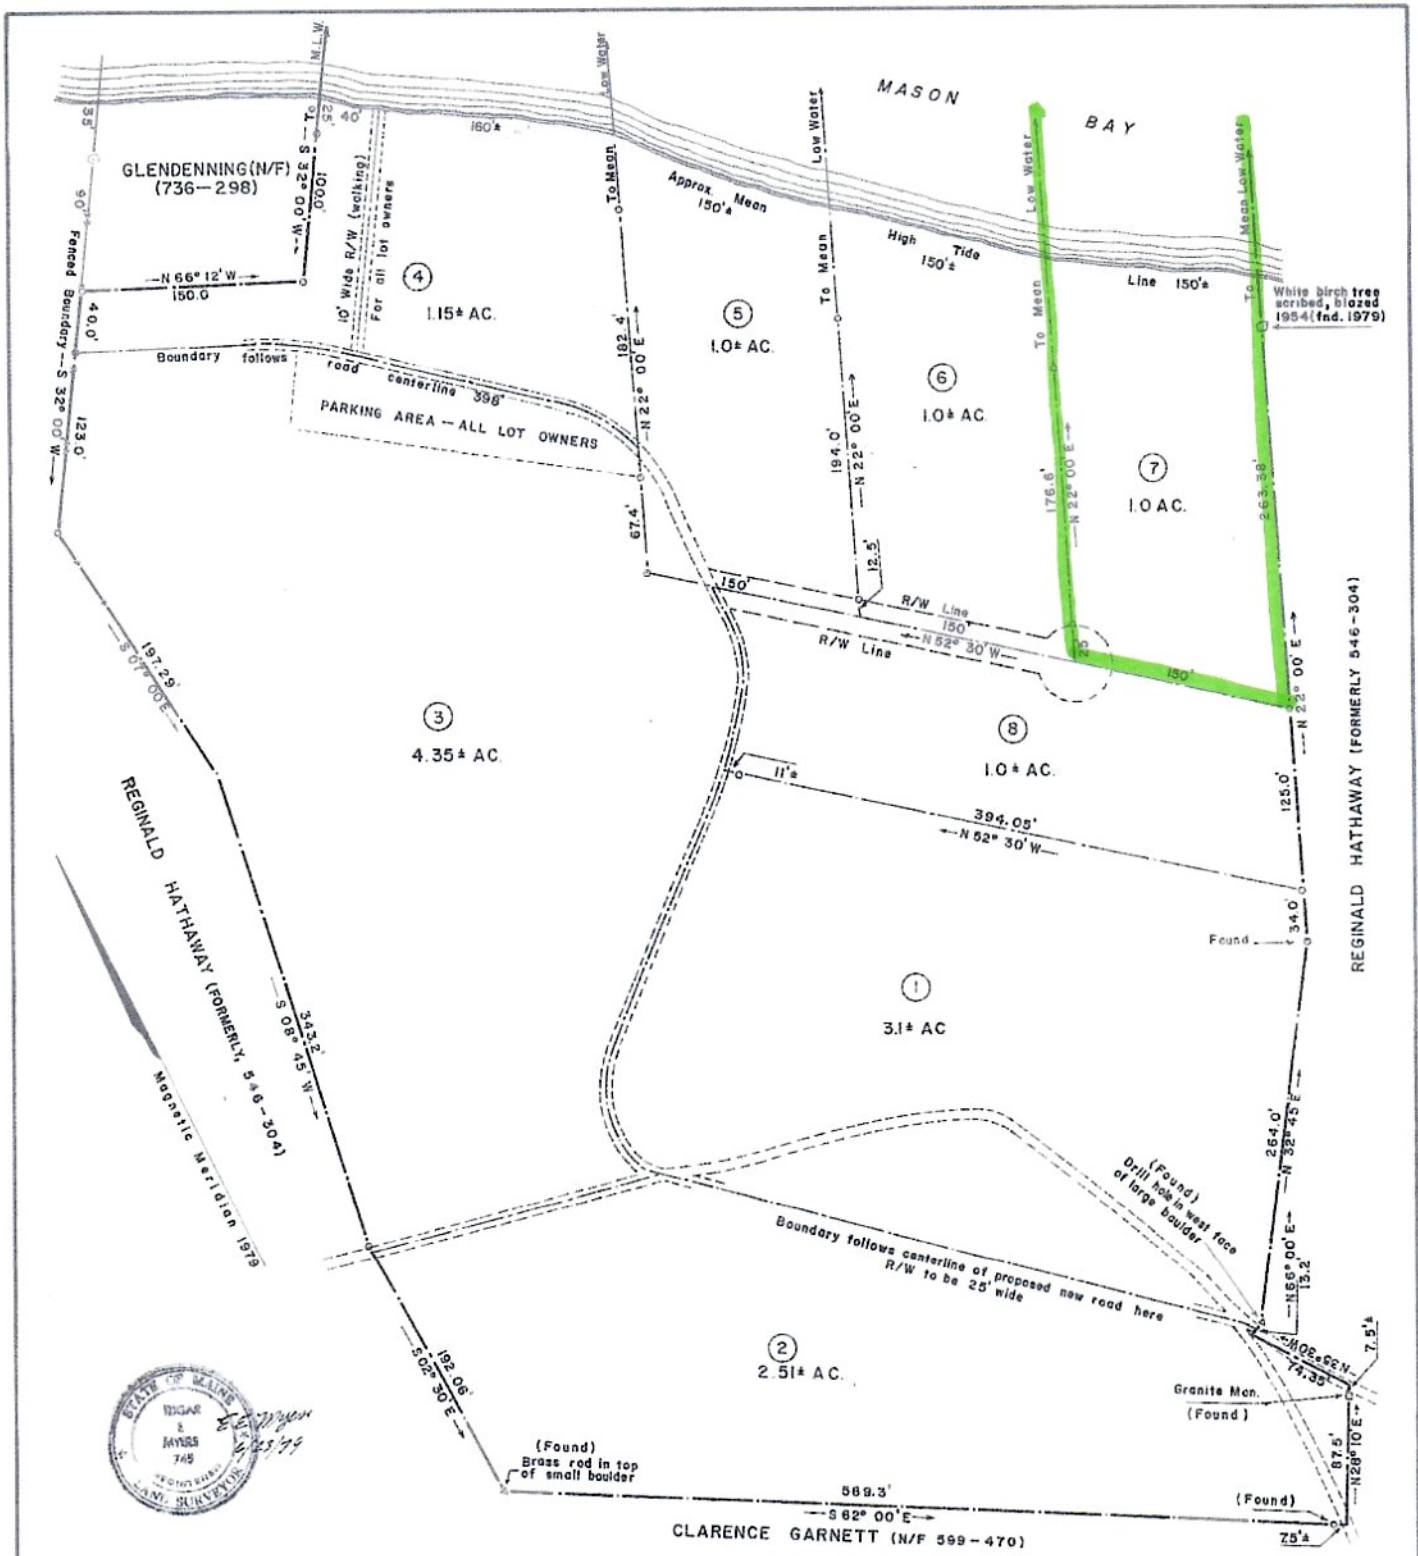 MASON
BAY
M.L.W.
To
Low Water
To Mean
Low Water
To Mean
Low Water
To Mean
To Mean Low Water
35'
25'
40'
160'±
GLENDENNING (N/F)
(736-298)
S 32° 00' W
100.0'
10' Wide R/W (walking)
For all lot owners
Approx. Mean
150'±
High Tide
150'±
Line 150'±
White birch tree
scribed, blazed
1954 (fnd. 1979)
90'
Fenced Boundary — S 32° 00' W
N 66° 12' W
150.0
40.0'
123.0'
4
1.15± AC.
5
1.0± AC.
6
1.0± AC.
7
1.0 AC.
Boundary follows road centerline 398'
PARKING AREA — ALL LOT OWNERS
182.4'
N 22° 00' E
67.4'
194.0'
N 22° 00' E
12.5'
176.6'
N 22° 00' E
263.38'
150'
R/W Line
150'
N 52° 30' W
R/W Line
25'
150'
N 22° 00' E
REGINALD HATHAWAY (FORMERLY 546-304)
197.29'
S 07° 00' E
3
4.35± AC.
8
1.0± AC.
11'±
394.05'
N 52° 30' W
125.0'
34.0'
Found
REGINALD HATHAWAY (FORMERLY, 546-304)
343.2'
S 08° 45' W
Magnetic Meridian 1979
1
3.1± AC
264.0'
N 32° 45' E
(Found)
Drill hole in west face
of large boulder
N 66° 00' E
13.2'
Boundary follows centerline of proposed new road here
R/W to be 25' wide
N 35° 30' W
74.35'
7.5'±
2
2.51± AC.
Granite Mon.
(Found)
87.5'
N 28° 10' E
192.06'
S 02° 30' E
STATE OF MAINE
EDGAR
E
MYERS
745
LAND SURVEYOR
(Found)
Brass rod in top
of small boulder
569.3'
S 62° 00' E
(Found)
7.5'±
CLARENCE GARNETT (N/F 599-470)